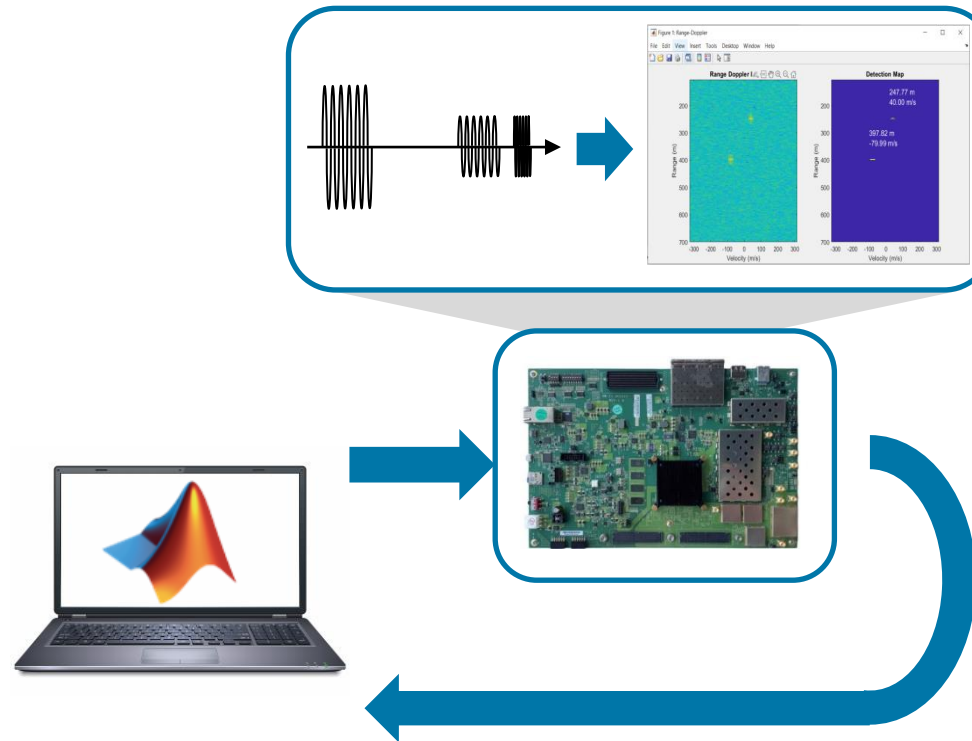 Figure 1: Range-Doppler
File Edit View Insert Tools Desktop Window Help
Range Doppler
Detection Map
247.77 m
40.00 m/s
397.82 m
-79.99 m/s
Range (m)
200
300
400
500
600
700
-300 -200 -100 0 100 200 300
Velocity (m/s)
Range (m)
200
300
400
500
600
700
-300 -200 -100 0 100 200 300
Velocity (m/s)